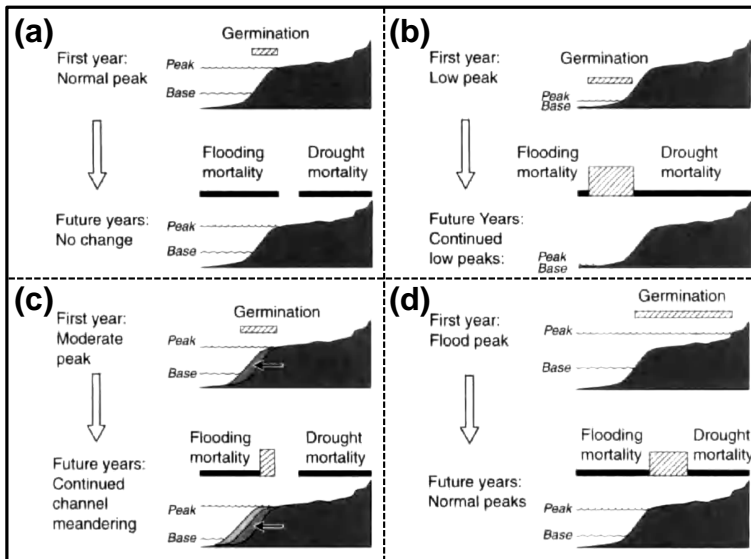 (a)
First year:
Normal peak
Germination
Peak
Base
Flooding
mortality
Drought
mortality
Future years:
No change
Peak
Base
(b)
First year:
Low peak
Germination
Peak
Base
Flooding
mortality
Drought
mortality
Future Years:
Continued
low peaks:
Peak
Base
(c)
First year:
Moderate
peak
Germination
Peak
Base
Flooding
mortality
Drought
mortality
Future years:
Continued
channel
meandering
Peak
Base
(d)
First year:
Flood peak
Germination
Peak
Base
Flooding
mortality
Drought
mortality
Future years:
Normal peaks
Peak
Base